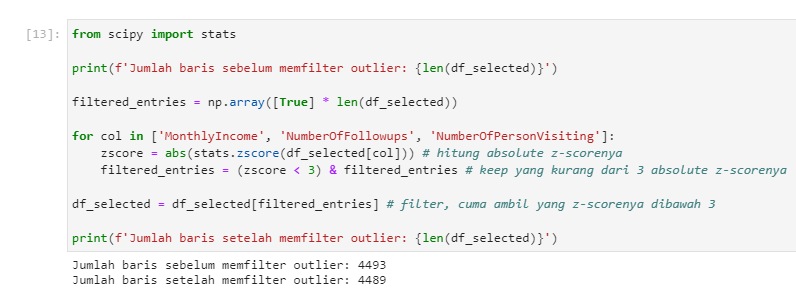 [13]: from scipy import stats
print(f'Jumlah baris sebelum memfilter outlier: {len(df_selected)}')
filtered_entries = np.array([True] * len(df_selected))
for col in ['MonthlyIncome', 'NumberOfFollowups', 'NumberOfPersonVisiting']:
    zscore = abs(stats.zscore(df_selected[col])) # hitung absolute z-scorenya
    filtered_entries = (zscore < 3) & filtered_entries # keep yang kurang dari 3 absolute z-scorenya
df_selected = df_selected[filtered_entries] # filter, cuma ambil yang z-scorenya dibawah 3
print(f'Jumlah baris setelah memfilter outlier: {len(df_selected)}')
Jumlah baris sebelum memfilter outlier: 4493
Jumlah baris setelah memfilter outlier: 4489